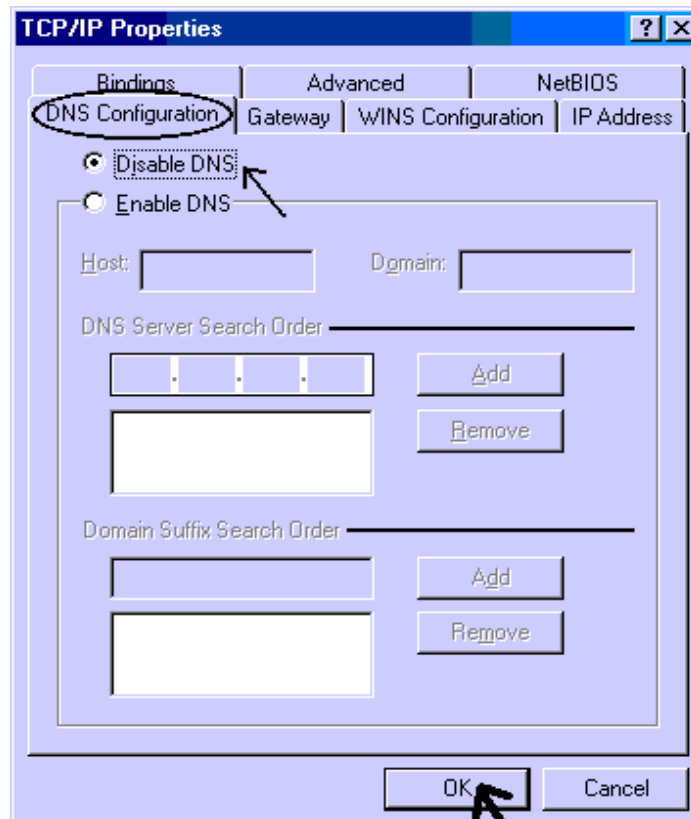 TCP/IP Properties
Bindings Advanced NetBIOS
DNS Configuration Gateway WINS Configuration IP Address
Disable DNS
Enable DNS
Host: Domain:
DNS Server Search Order
. . . Add
Remove
Domain Suffix Search Order
Add
Remove
OK Cancel